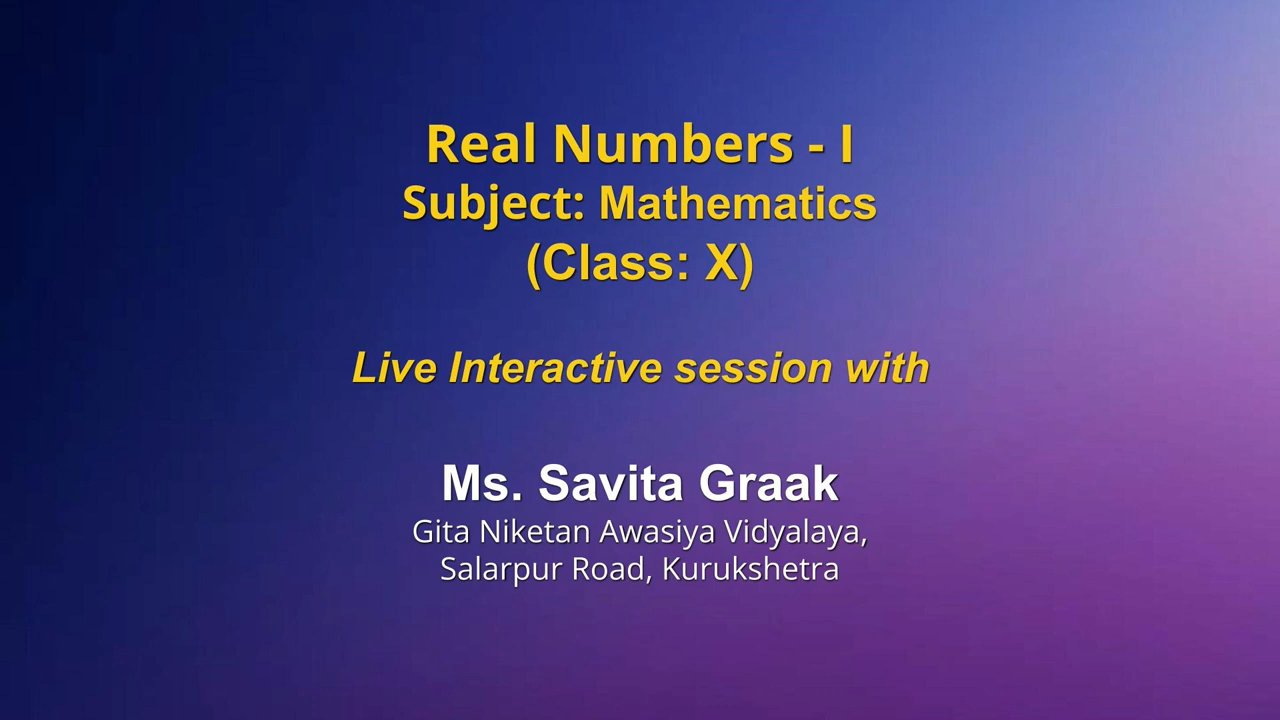 Real Numbers - I
Subject: Mathematics
(Class: X)
Live Interactive session with
Ms. Savita Graak
Gita Niketan Awasiya Vidyalaya,
Salarpur Road, Kurukshetra